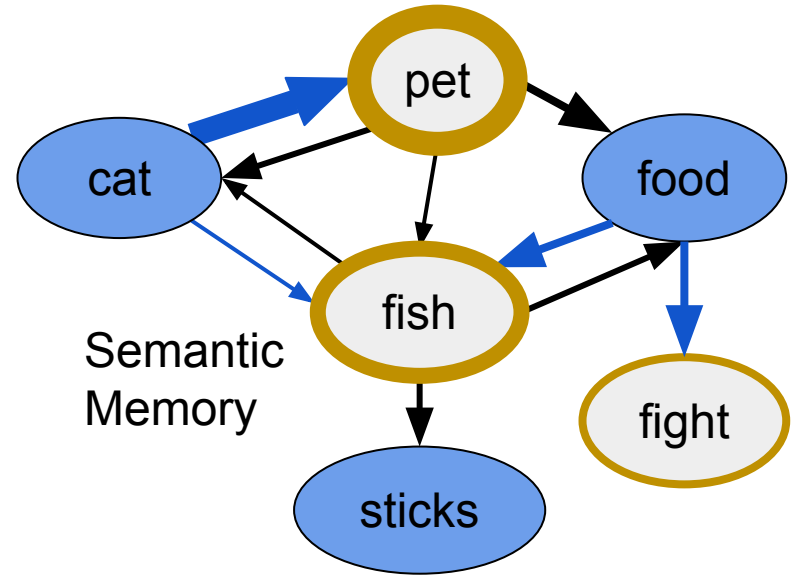 pet
cat
food
fish
Semantic
Memory
fight
sticks